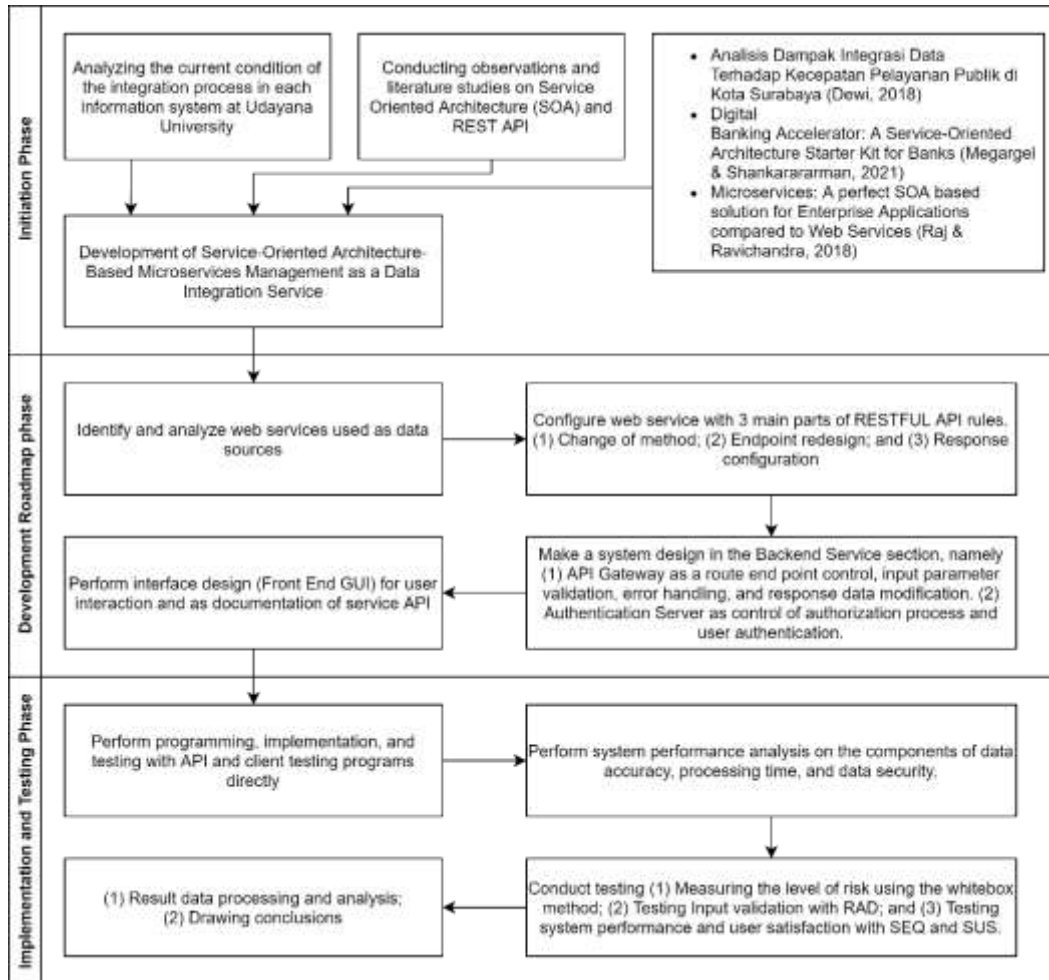 Initiation Phase
Analyzing the current condition of
the integration process in each
information system at Udayana
University
Conducting observations and
literature studies on Service
Oriented Architecture (SOA) and
REST API
• Analisis Dampak Integrasi Data
Terhadap Kecepatan Pelayanan Publik di
Kota Surabaya (Dewi, 2018)
• Digital
Banking Accelerator: A Service-Oriented
Architecture Starter Kit for Banks (Megargel
& Shankarararman, 2021)
• Microservices: A perfect SOA based
solution for Enterprise Applications
compared to Web Services (Raj &
Ravichandra, 2018)
Development of Service-Oriented Architecture-
Based Microservices Management as a Data
Integration Service
Development Roadmap phase
Identify and analyze web services used as data
sources
Configure web service with 3 main parts of RESTFUL API rules.
(1) Change of method; (2) Endpoint redesign; and (3) Response
configuration
Make a system design in the Backend Service section, namely
(1) API Gateway as a route end point control, input parameter
validation, error handling, and response data modification. (2)
Authentication Server as control of authorization process and
user authentication.
Perform interface design (Front End GUI) for user
interaction and as documentation of service API
Implementation and Testing Phase
Perform programming, implementation, and
testing with API and client testing programs
directly
Perform system performance analysis on the components of data
accuracy, processing time, and data security.
Conduct testing (1) Measuring the level of risk using the whitebox
method; (2) Testing Input validation with RAD; and (3) Testing
system performance and user satisfaction with SEQ and SUS.
(1) Result data processing and analysis;
(2) Drawing conclusions